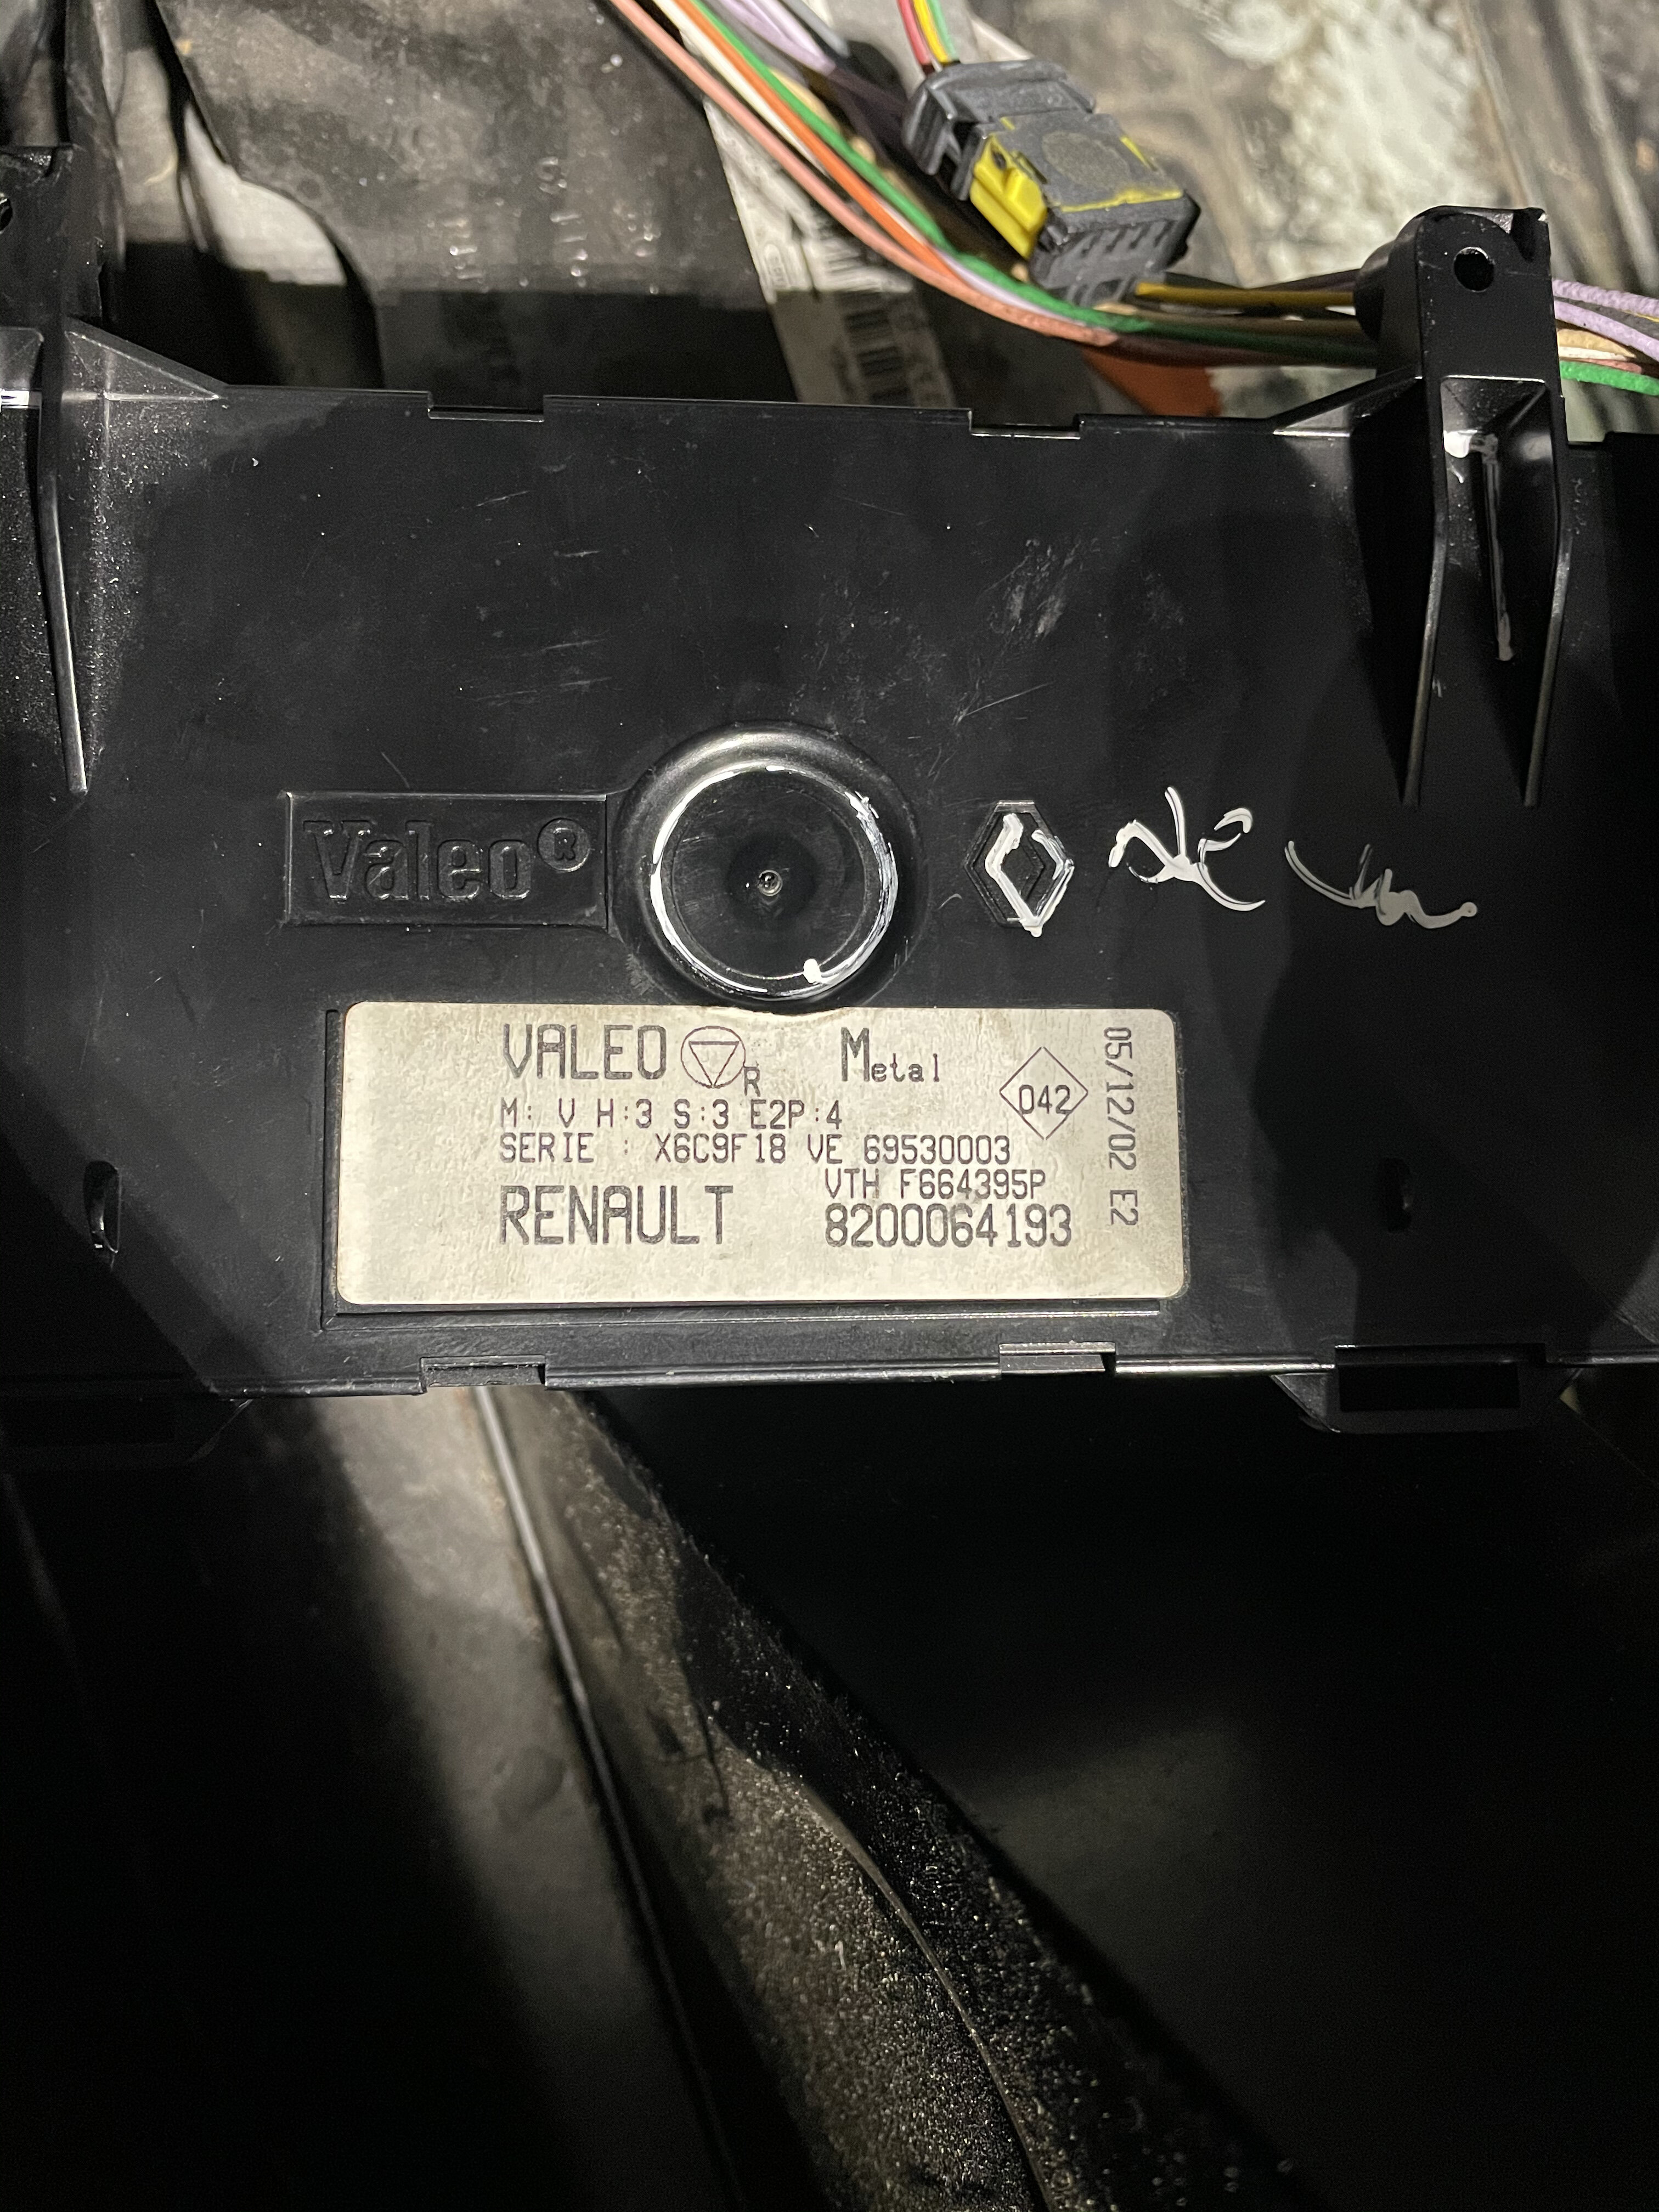 Valeo®
VALEO R Metal
042
M: V H:3 S:3 E2P:4
SERIE : X6C9F18 VE 69530003
VTH F664395P
RENAULT 8200064193
05/12/02 E2